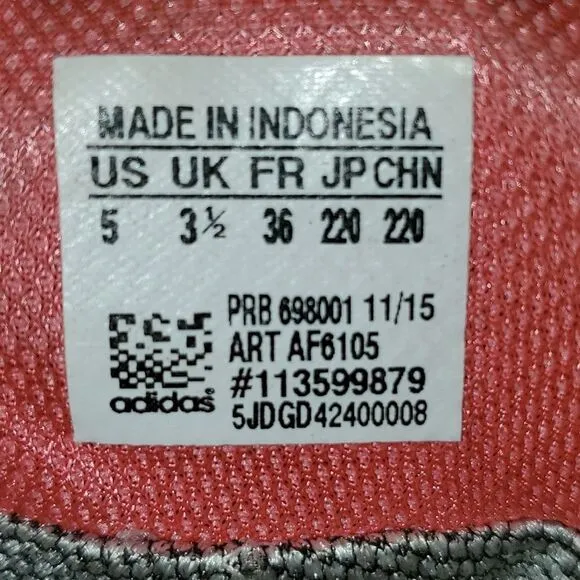 MADE IN INDONESIA
US UK FR JP CHN
5 3½ 36 220 220
PRB 698001 11/15
ART AF6105
#113599879
adidas
5JDGD42400008